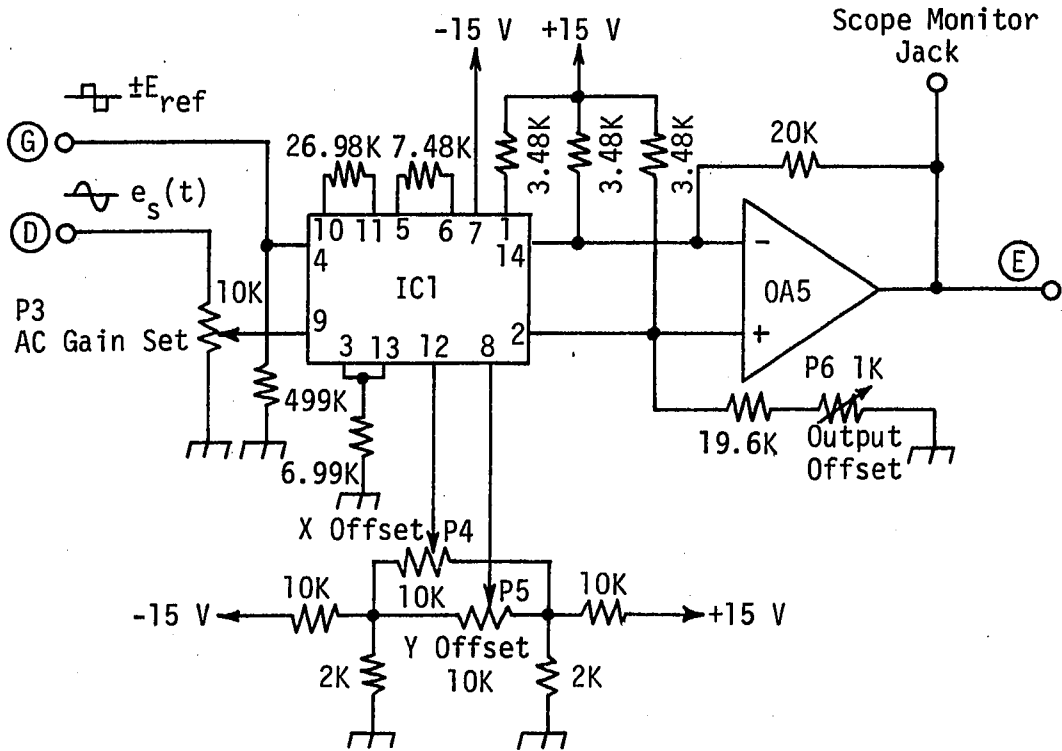 Scope Monitor
Jack
-15 V
+15 V
±E_ref
G
e_s(t)
D
26.98K
7.48K
3.48K
3.48K
3.48K
20K
10
11
5
6
7
1
4
14
IC1
9
2
3
13
12
8
10K
P3
AC Gain Set
OA5
-
+
E
499K
6.99K
P6
1K
19.6K
Output
Offset
X Offset
P4
10K
10K
P5
10K
-15 V
+15 V
Y Offset
10K
2K
2K